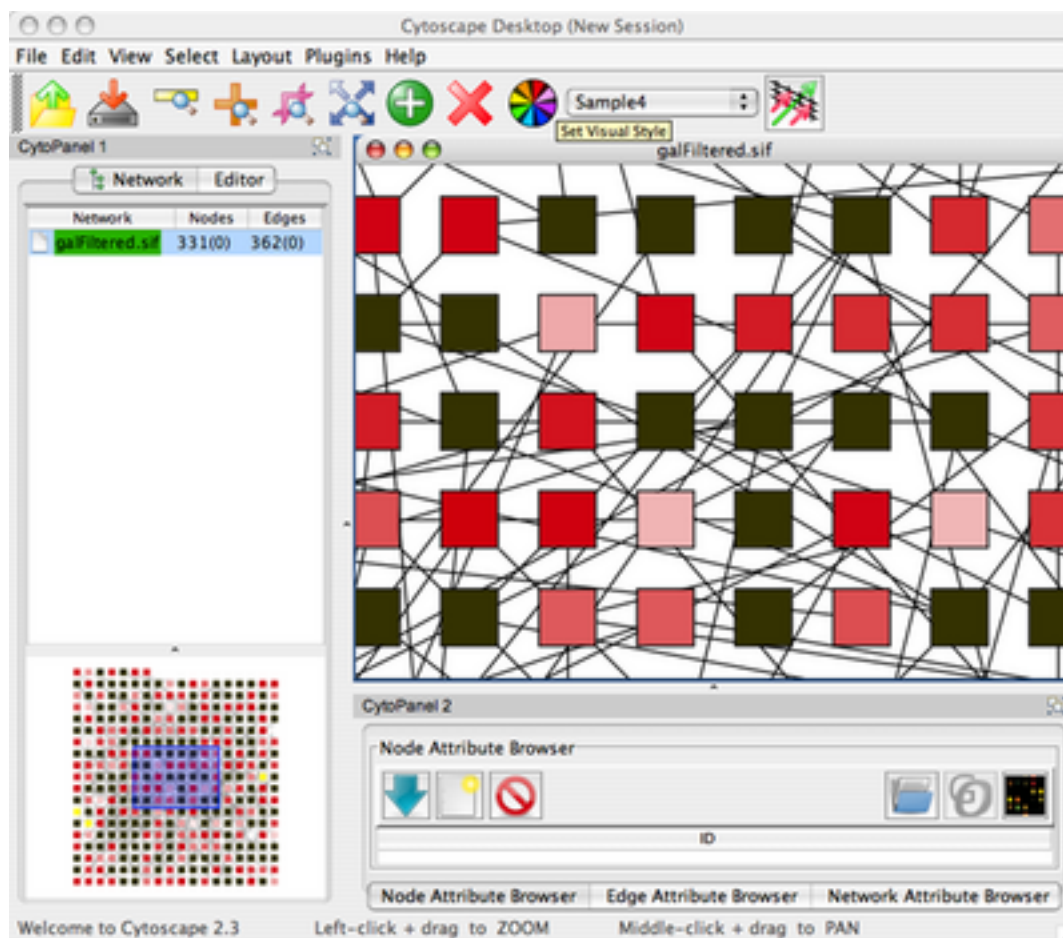 Cytoscape Desktop (New Session)
File Edit View Select Layout Plugins Help
Sample4
Set Visual Style
CytoPanel 1
galFiltered.sif
Network Editor
Network Nodes Edges
galFiltered.sif 331(0) 362(0)
CytoPanel 2
Node Attribute Browser
ID
Node Attribute Browser Edge Attribute Browser Network Attribute Browser
Welcome to Cytoscape 2.3 Left-click + drag to ZOOM Middle-click + drag to PAN